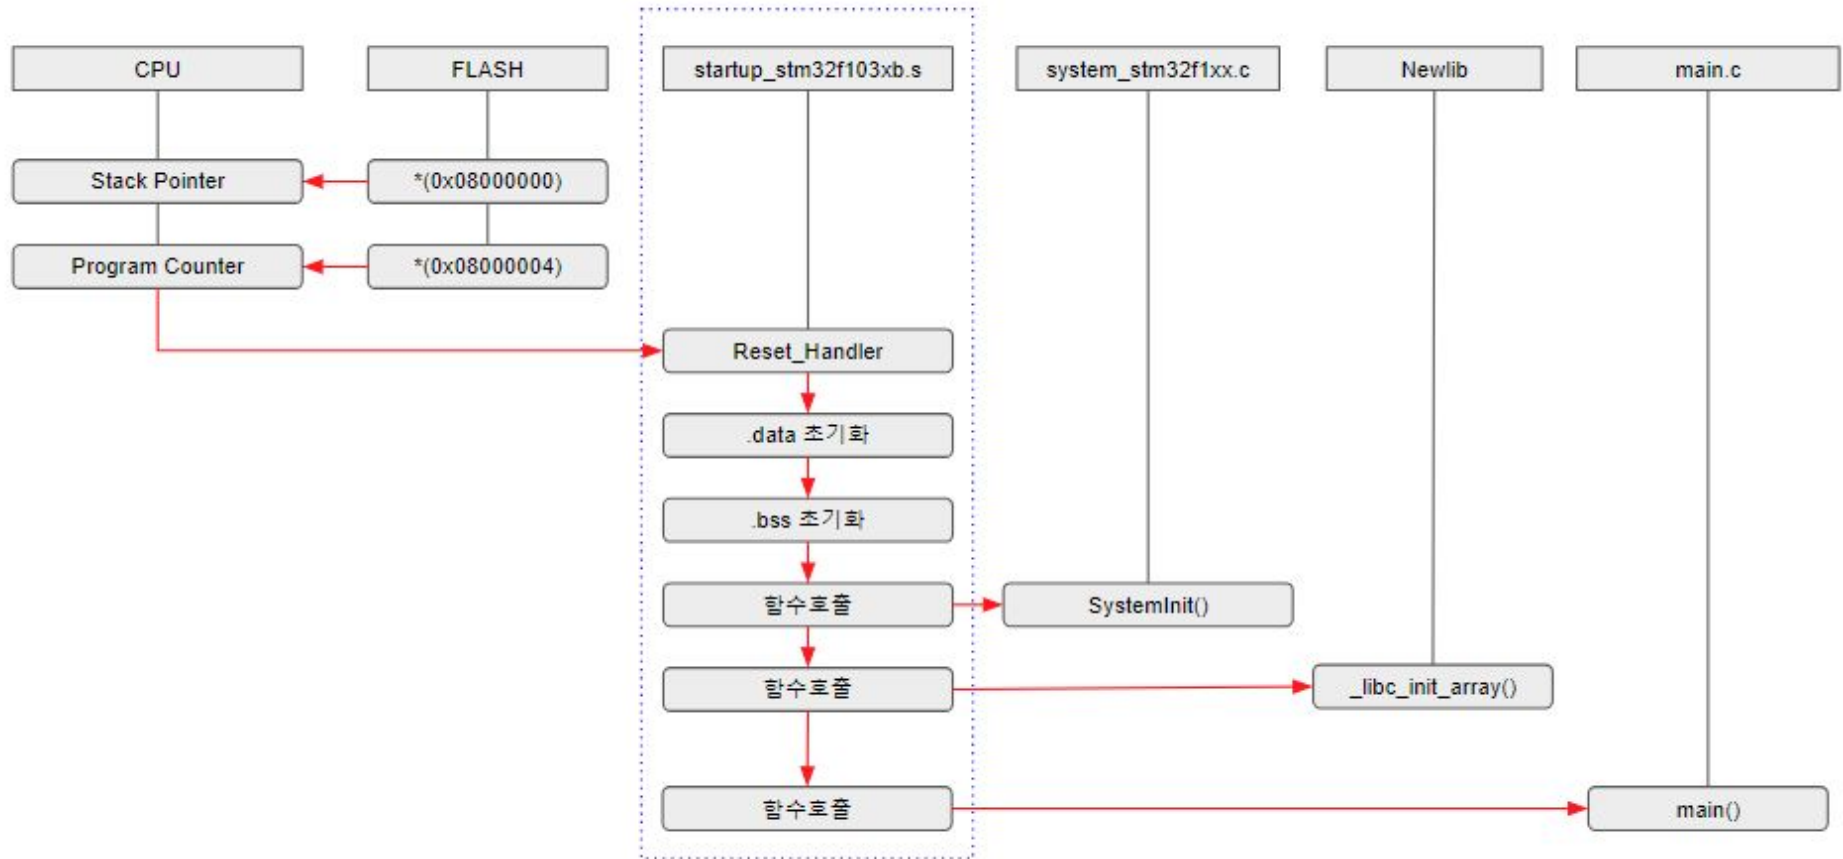 CPU
FLASH
startup_stm32f103xb.s
system_stm32f1xx.c
Newlib
main.c
Stack Pointer
*(0x08000000)
Program Counter
*(0x08000004)
Reset_Handler
.data 초기화
.bss 초기화
함수호출
SystemInit()
함수호출
_libc_init_array()
함수호출
main()